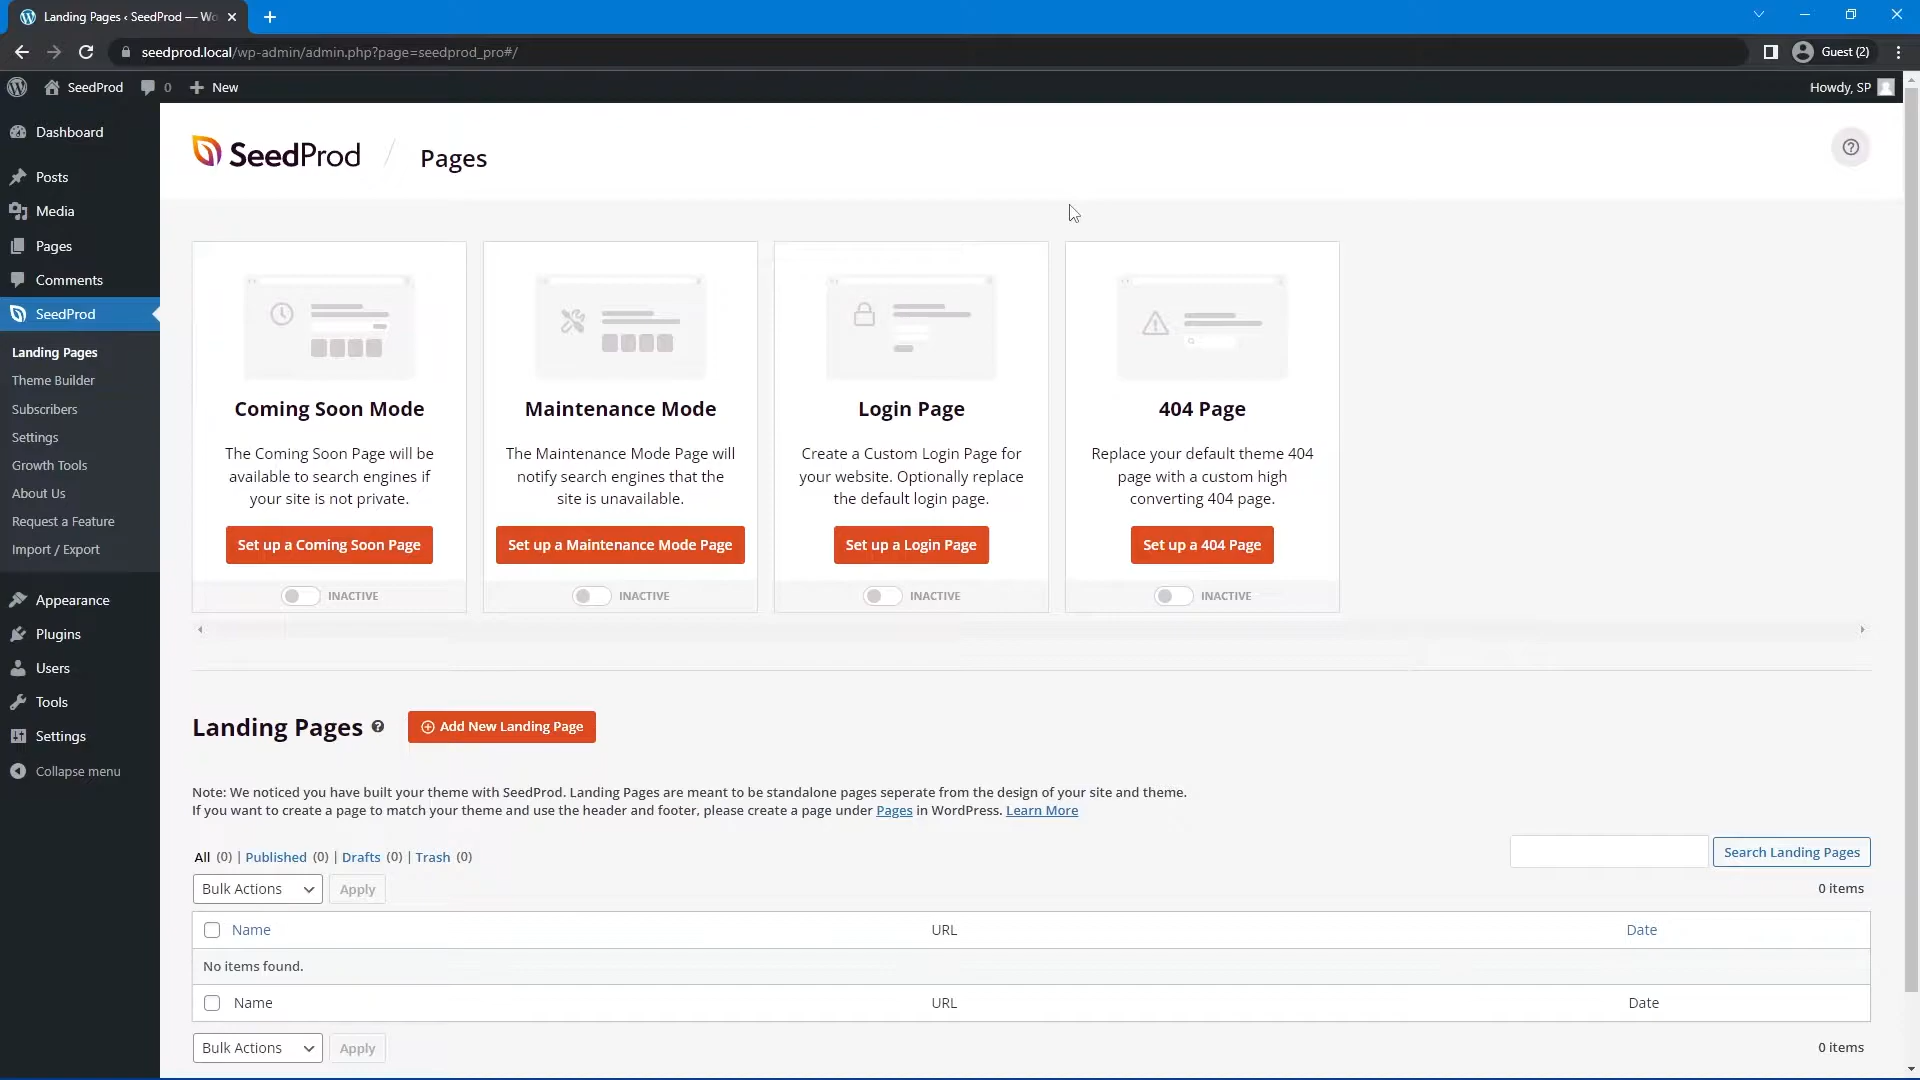 Landing Pages ‹ SeedProd — Wo
seedprod.local/wp-admin/admin.php?page=seedprod_pro#/
Guest (2)
SeedProd
0
New
Howdy, SP
Dashboard
Posts
Media
Pages
Comments
SeedProd
Landing Pages
Theme Builder
Subscribers
Settings
Growth Tools
About Us
Request a Feature
Import / Export
Appearance
Plugins
Users
Tools
Settings
Collapse menu
SeedProd / Pages
Coming Soon Mode
The Coming Soon Page will be
available to search engines if
your site is not private.
Set up a Coming Soon Page
INACTIVE
Maintenance Mode
The Maintenance Mode Page will
notify search engines that the
site is unavailable.
Set up a Maintenance Mode Page
INACTIVE
Login Page
Create a Custom Login Page for
your website. Optionally replace
the default login page.
Set up a Login Page
INACTIVE
404 Page
Replace your default theme 404
page with a custom high
converting 404 page.
Set up a 404 Page
INACTIVE
Landing Pages
Add New Landing Page
Note: We noticed you have built your theme with SeedProd. Landing Pages are meant to be standalone pages seperate from the design of your site and theme.
If you want to create a page to match your theme and use the header and footer, please create a page under Pages in WordPress. Learn More
All (0) | Published (0) | Drafts (0) | Trash (0)
Search Landing Pages
Bulk Actions
Apply
0 items
Name URL Date
No items found.
Name URL Date
Bulk Actions
Apply
0 items